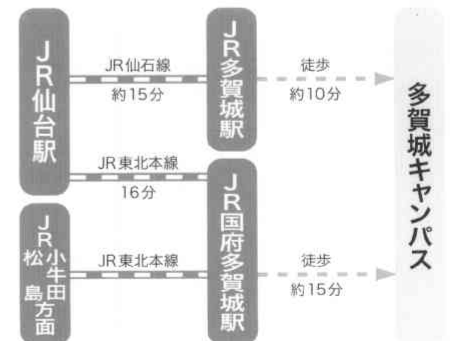 JR仙台駅
JR仙石線
約15分
JR多賀城駅
徒歩
約10分
JR東北本線
16分
JR国府多賀城駅
JR小牛田
松島方面
JR東北本線
徒歩
約15分
多賀城キャンパス